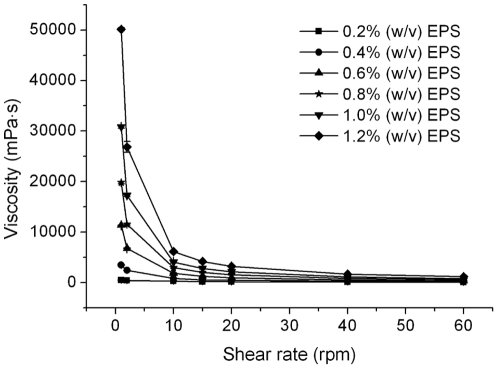 50000
40000
30000
20000
10000
0
Viscosity (mPa·s)
0.2% (w/v) EPS
0.4% (w/v) EPS
0.6% (w/v) EPS
0.8% (w/v) EPS
1.0% (w/v) EPS
1.2% (w/v) EPS
0 10 20 30 40 50 60
Shear rate (rpm)